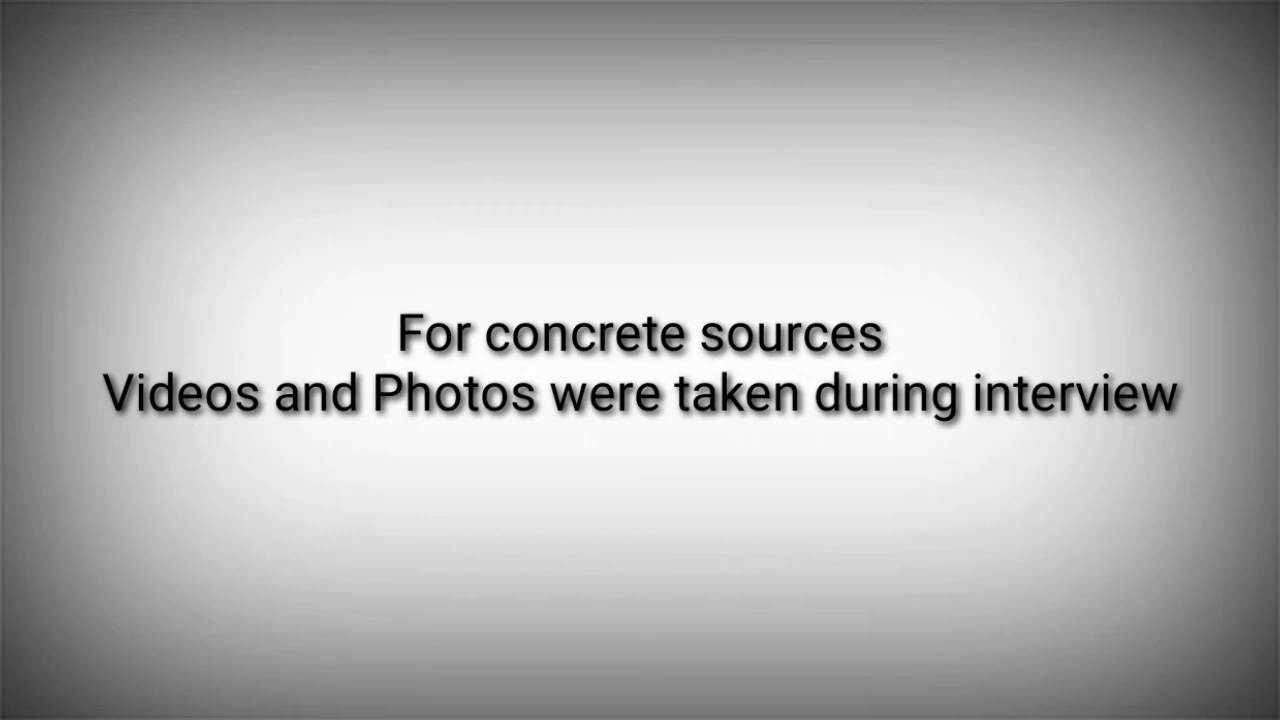 For concrete sources
Videos and Photos were taken during interview